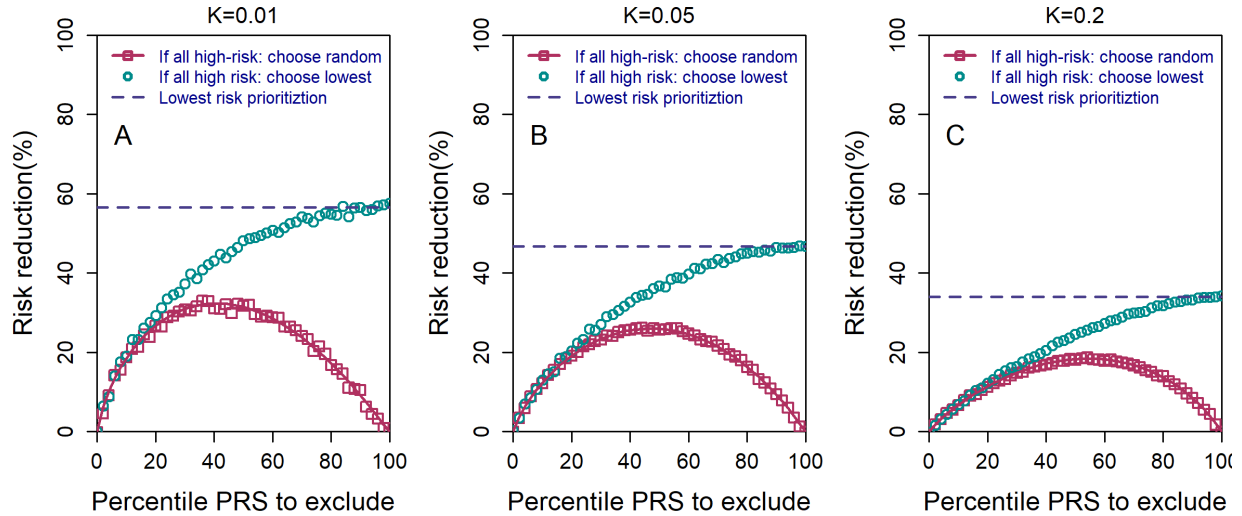 K=0.01
100
80
60
40
20
0
Risk reduction(%)
If all high-risk: choose random
If all high risk: choose lowest
Lowest risk prioritiztion
A
0 20 40 60 80 100
Percentile PRS to exclude
K=0.05
100
80
60
40
20
0
Risk reduction(%)
If all high-risk: choose random
If all high risk: choose lowest
Lowest risk prioritiztion
B
0 20 40 60 80 100
Percentile PRS to exclude
K=0.2
100
80
60
40
20
0
Risk reduction(%)
If all high-risk: choose random
If all high risk: choose lowest
Lowest risk prioritiztion
C
0 20 40 60 80 100
Percentile PRS to exclude